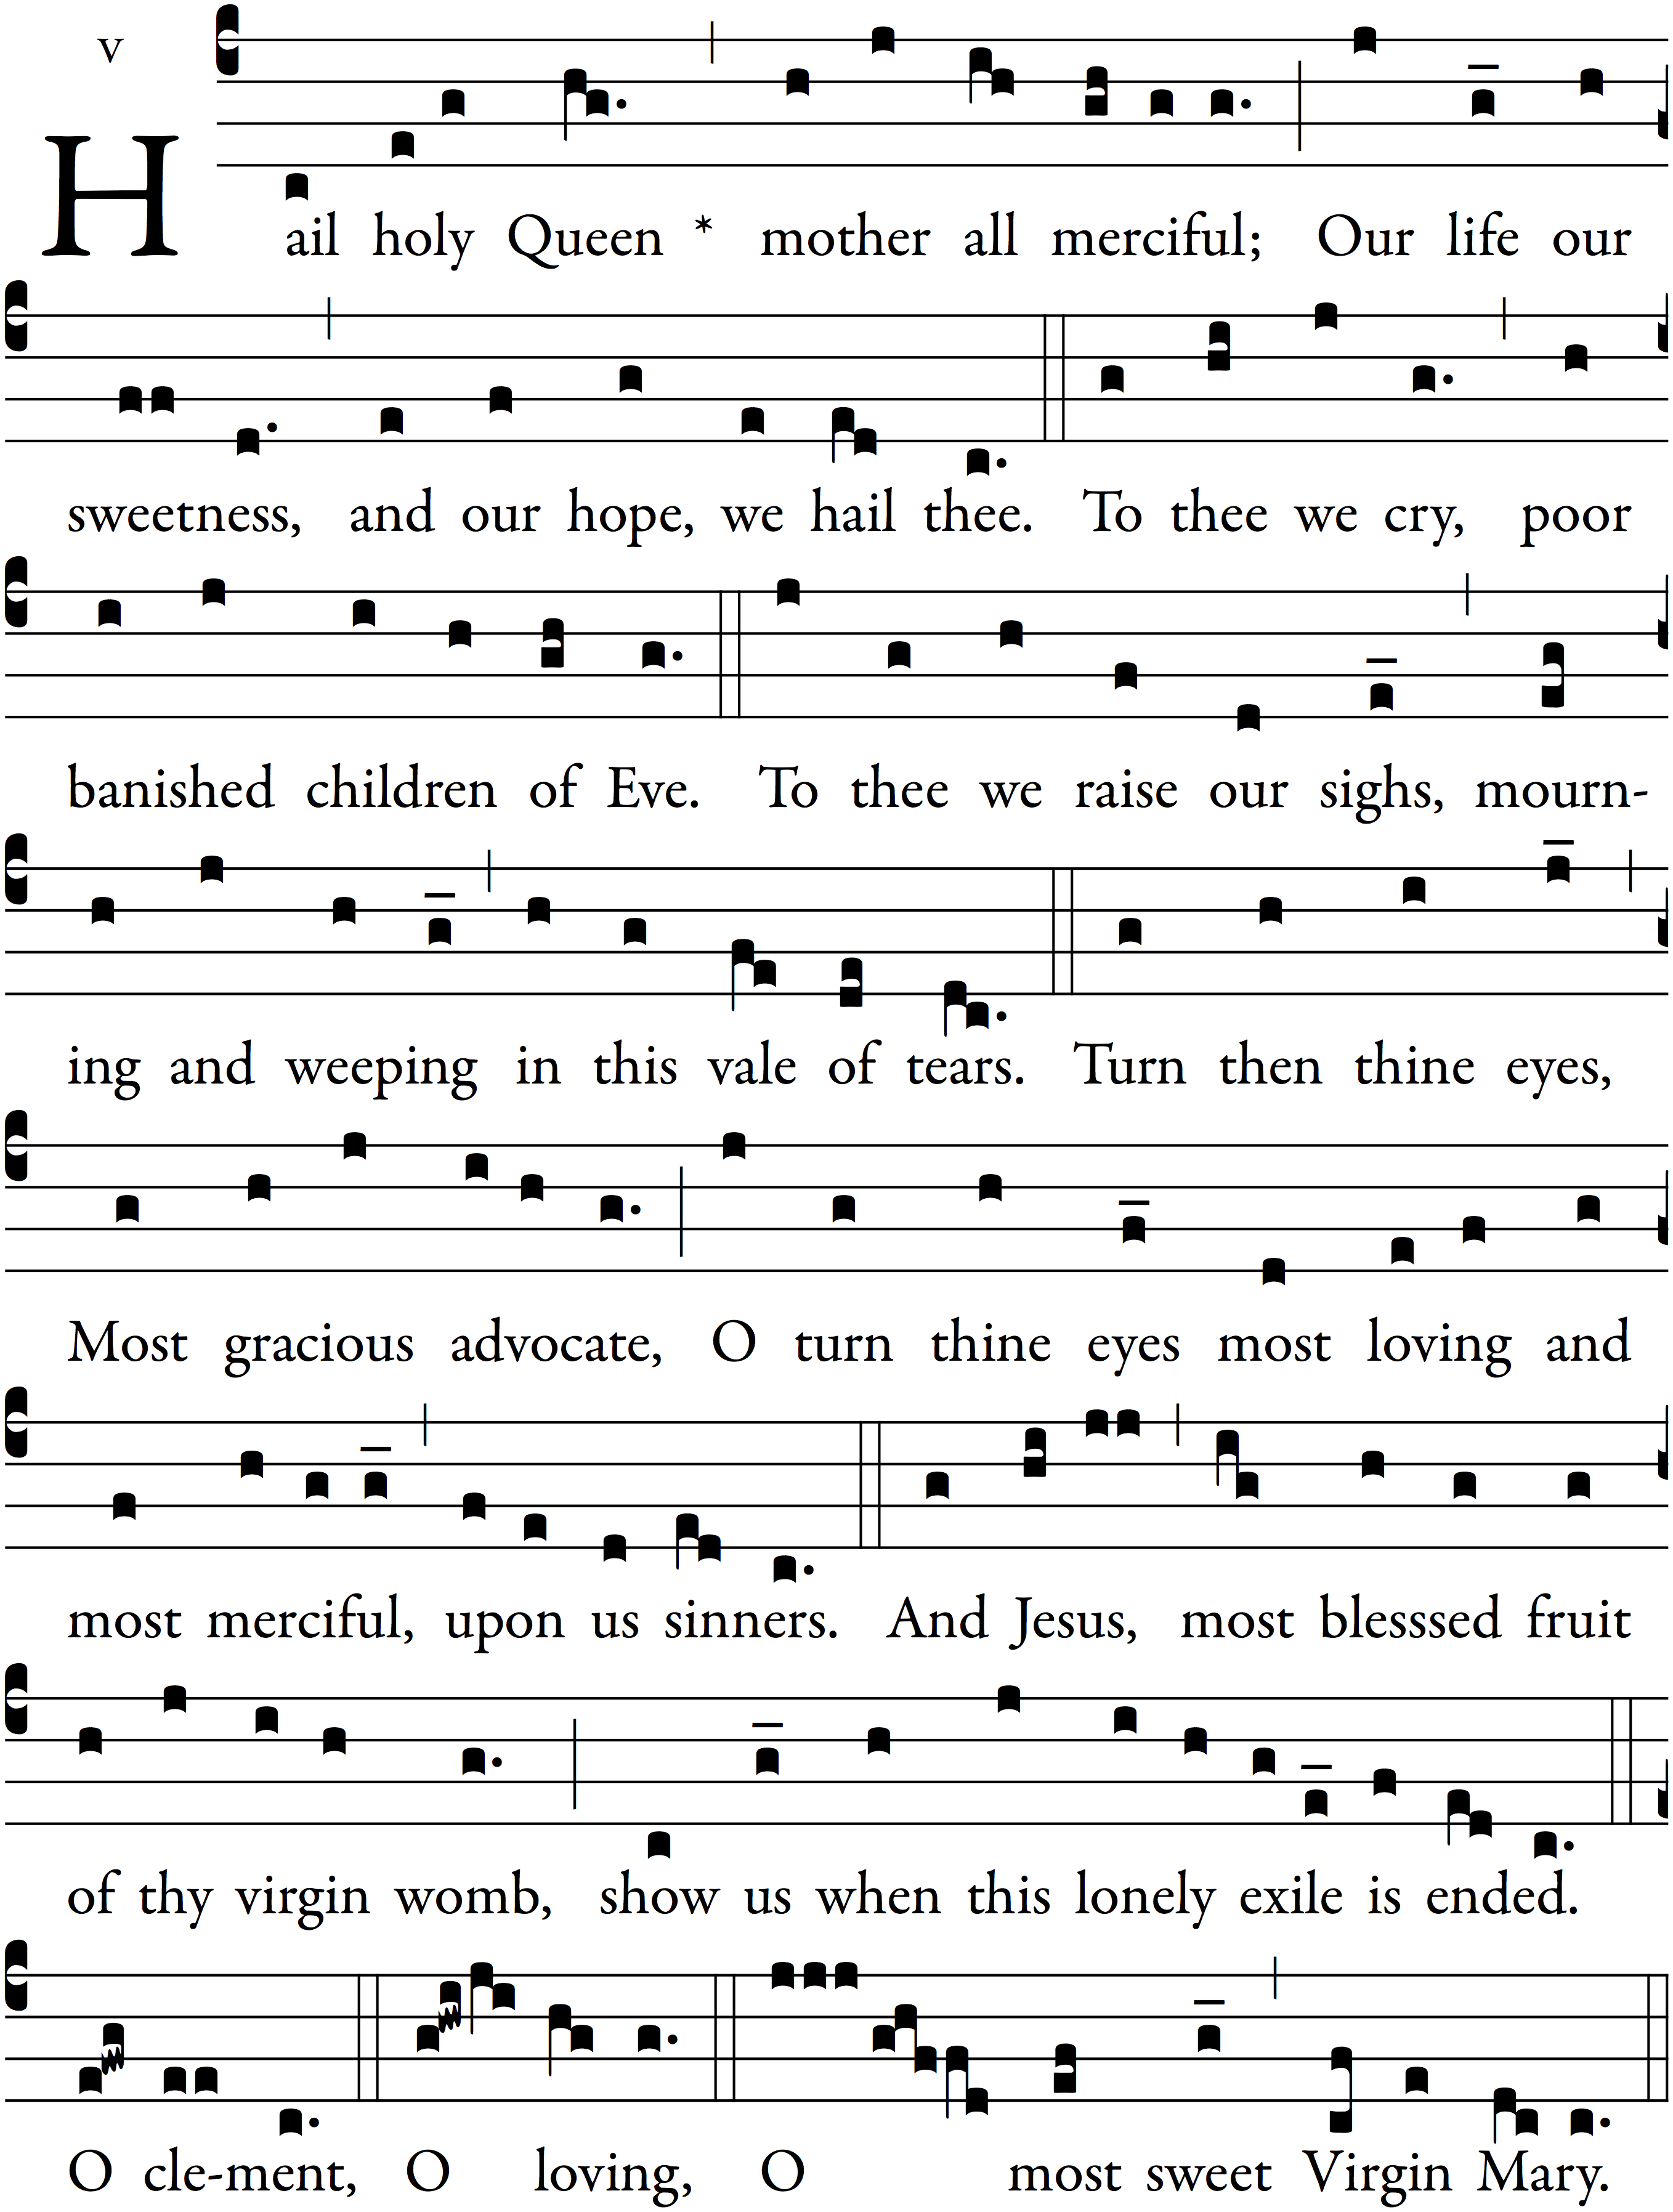 v
Hail holy Queen * mother all merciful; Our life our
sweetness, and our hope, we hail thee. To thee we cry, poor
banished children of Eve. To thee we raise our sighs, mourn-
ing and weeping in this vale of tears. Turn then thine eyes,
Most gracious advocate, O turn thine eyes most loving and
most merciful, upon us sinners. And Jesus, most blesssed fruit
of thy virgin womb, show us when this lonely exile is ended.
O cle-ment, O loving, O most sweet Virgin Mary.